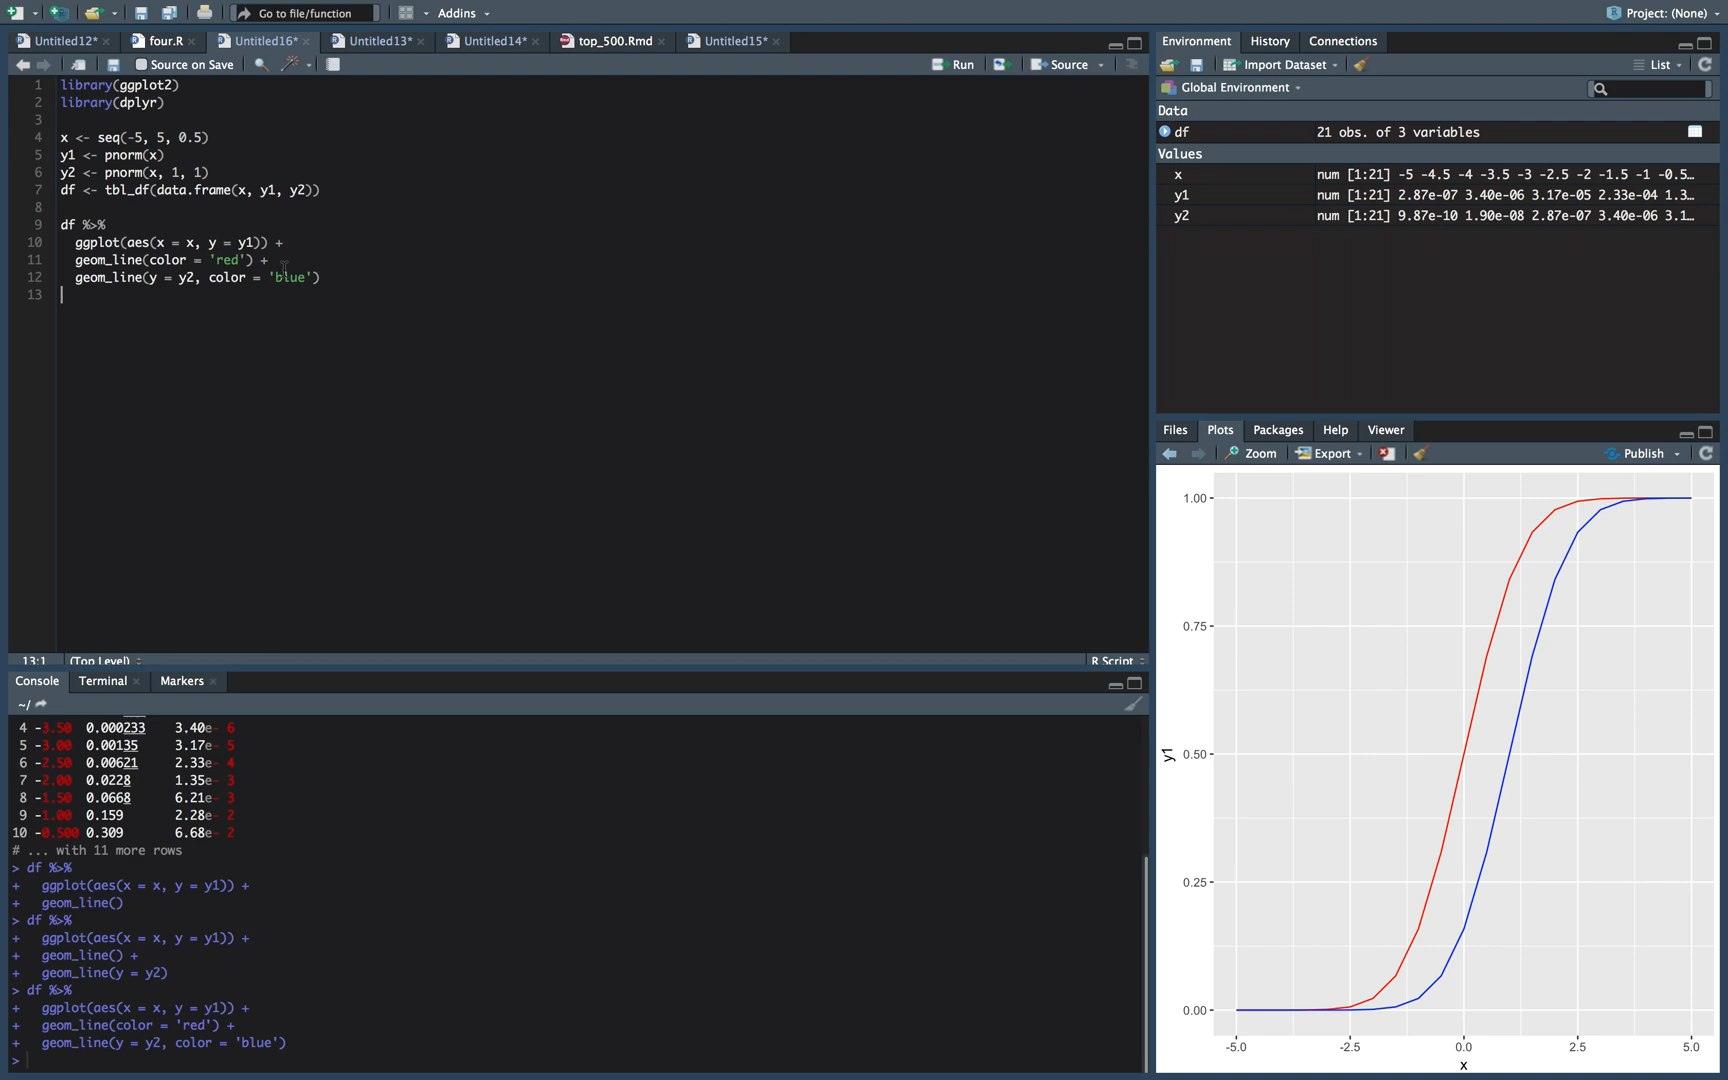 Go to file/function
Addins
Project: (None)
Untitled12*
four.R
Untitled16*
Untitled13*
Untitled14*
top_500.Rmd
Untitled15*
Source on Save
Run
Source
1 library(ggplot2)
2 library(dplyr)
3
4 x <- seq(-5, 5, 0.5)
5 y1 <- pnorm(x)
6 y2 <- pnorm(x, 1, 1)
7 df <- tbl_df(data.frame(x, y1, y2))
8
9 df %>%
10 ggplot(aes(x = x, y = y1)) +
11 geom_line(color = 'red') +
12 geom_line(y = y2, color = 'blue')
13
13:1 (Top Level) R Script
Console Terminal Markers
~/
4 -3.50 0.000233 3.40e- 6
5 -3.00 0.00135 3.17e- 5
6 -2.50 0.00621 2.33e- 4
7 -2.00 0.0228 1.35e- 3
8 -1.50 0.0668 6.21e- 3
9 -1.00 0.159 2.28e- 2
10 -0.500 0.309 6.68e- 2
# ... with 11 more rows
> df %>%
+ ggplot(aes(x = x, y = y1)) +
+ geom_line()
> df %>%
+ ggplot(aes(x = x, y = y1)) +
+ geom_line() +
+ geom_line(y = y2)
> df %>%
+ ggplot(aes(x = x, y = y1)) +
+ geom_line(color = 'red') +
+ geom_line(y = y2, color = 'blue')
>
Environment History Connections
Import Dataset
List
Global Environment
Data
df 21 obs. of 3 variables
Values
x num [1:21] -5 -4.5 -4 -3.5 -3 -2.5 -2 -1.5 -1 -0.5…
y1 num [1:21] 2.87e-07 3.40e-06 3.17e-05 2.33e-04 1.3…
y2 num [1:21] 9.87e-10 1.90e-08 2.87e-07 3.40e-06 3.1…
Files Plots Packages Help Viewer
Zoom
Export
Publish
1.00
0.75
0.50
0.25
0.00
y1
-5.0 -2.5 0.0 2.5 5.0
x